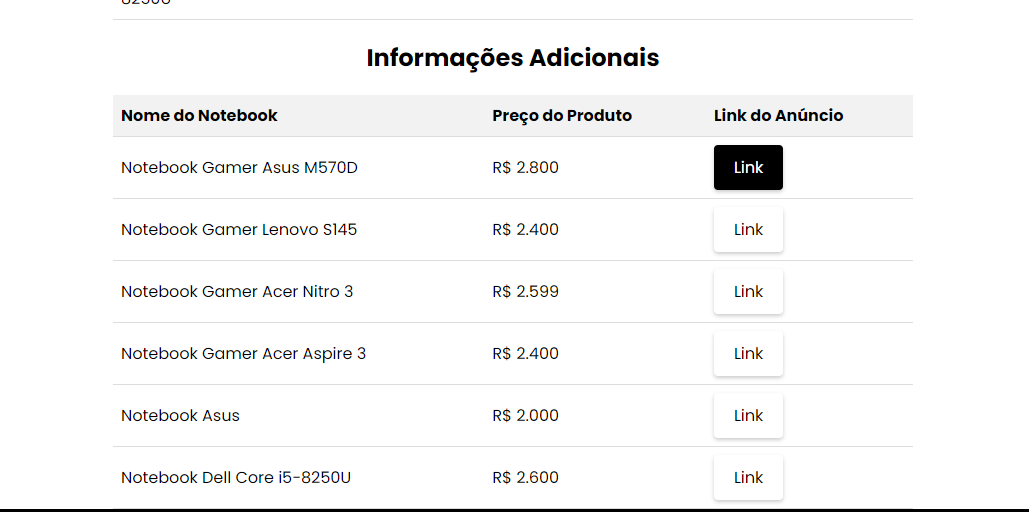 8250U
Informações Adicionais
Nome do Notebook Preço do Produto Link do Anúncio
Notebook Gamer Asus M570D R$ 2.800 Link
Notebook Gamer Lenovo S145 R$ 2.400 Link
Notebook Gamer Acer Nitro 3 R$ 2.599 Link
Notebook Gamer Acer Aspire 3 R$ 2.400 Link
Notebook Asus R$ 2.000 Link
Notebook Dell Core i5-8250U R$ 2.600 Link